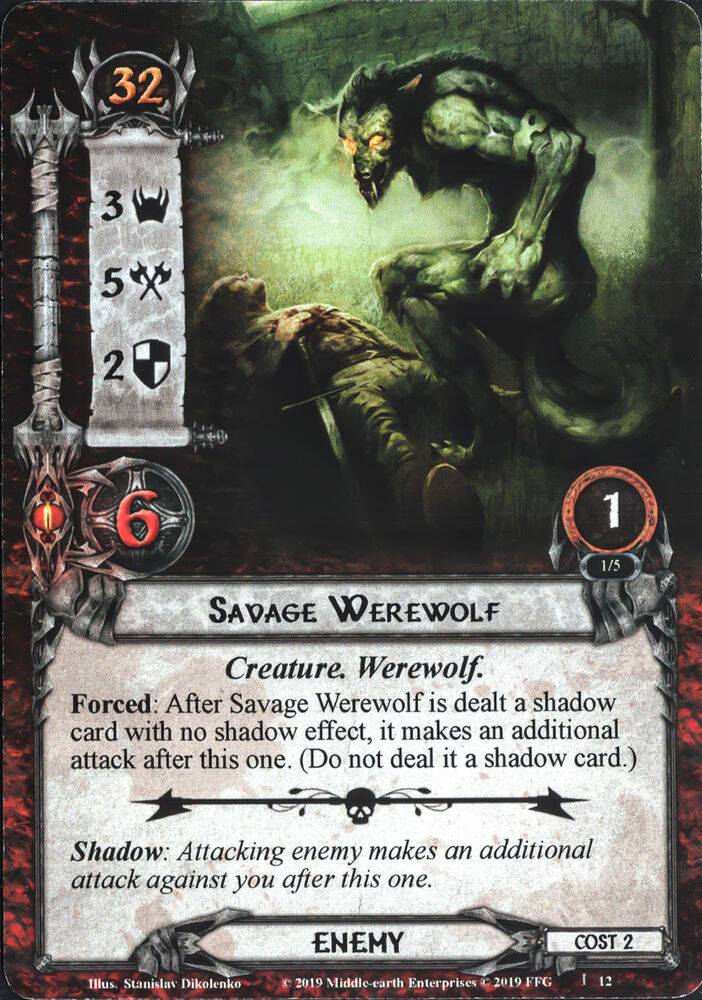 32
3
5
2
6
1
1/5
Savage Werewolf
Creature. Werewolf.
Forced: After Savage Werewolf is dealt a shadow
card with no shadow effect, it makes an additional
attack after this one. (Do not deal it a shadow card.)
Shadow: Attacking enemy makes an additional
attack against you after this one.
ENEMY
COST 2
Illus. Stanislav Dikolenko
© 2019 Middle-earth Enterprises © 2019 FFG
12